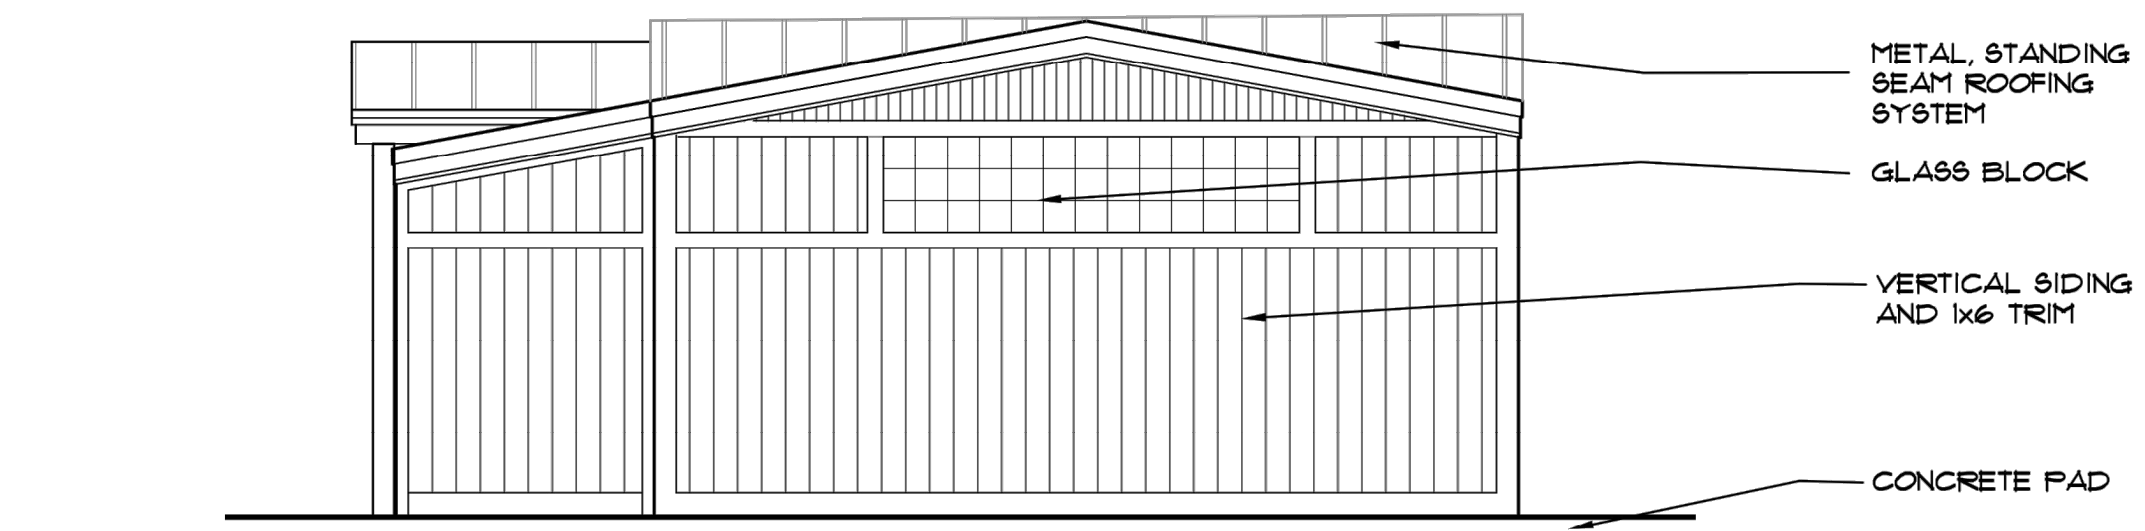 METAL, STANDING
SEAM ROOFING
SYSTEM
GLASS BLOCK
VERTICAL SIDING
AND 1x6 TRIM
CONCRETE PAD